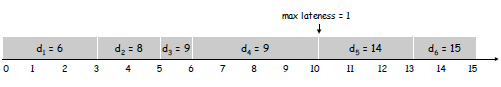 max lateness = 1
d₁ = 6 d₂ = 8 d₃ = 9 d₄ = 9 d₅ = 14 d₆ = 15
0 1 2 3 4 5 6 7 8 9 10 11 12 13 14 15